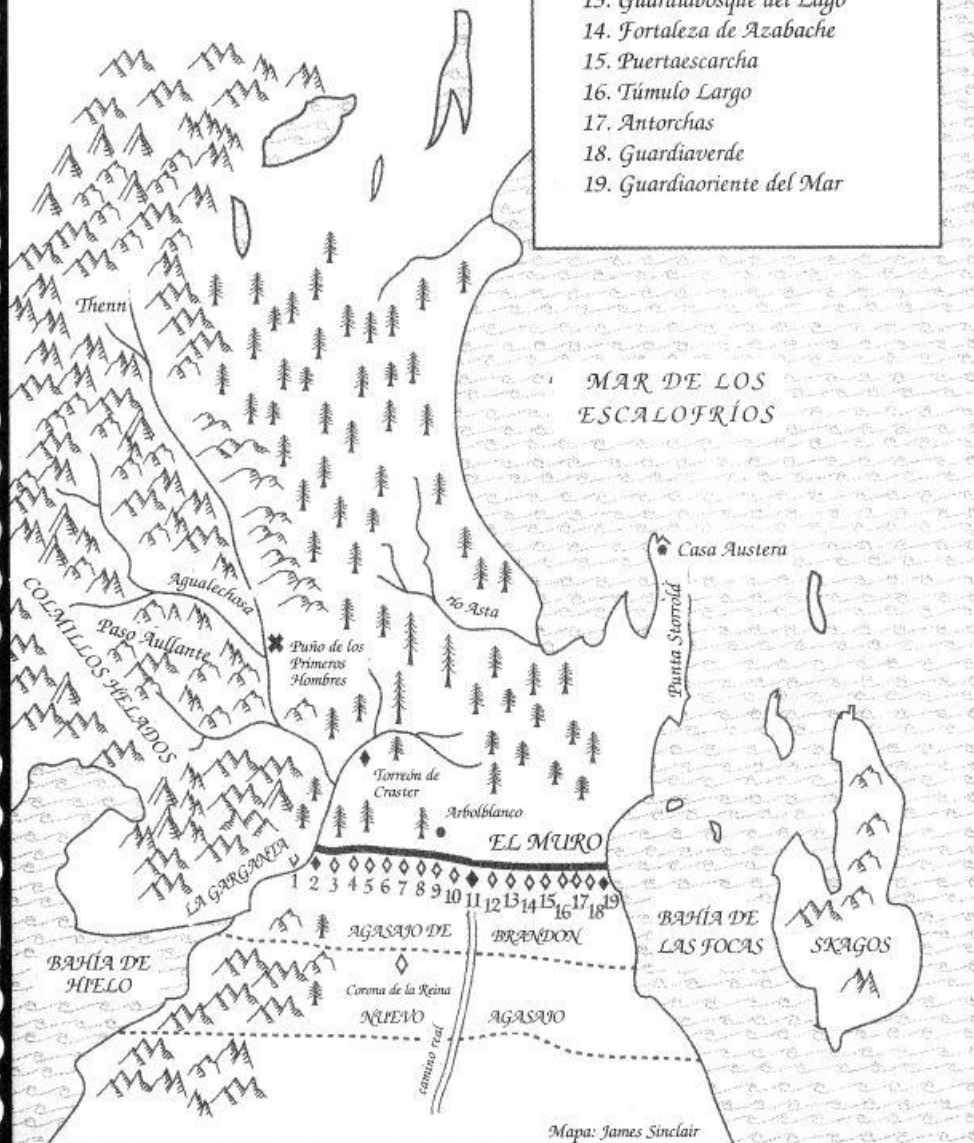 13. Guardiabosque del Lago
14. Fortaleza de Azabache
15. Puertaescarcha
16. Túmulo Largo
17. Antorchas
18. Guardiaverde
19. Guardiaoriente del Mar
Thenn
MAR DE LOS
ESCALOFRÍOS
Casa Austera
Agualechosa
río Asta
COLMILLOS HELADOS
Paso Aullante
Puño de los
Primeros
Hombres
Punta Storrold
Torreón de
Craster
Arbolblanco
EL MURO
LA GARGANTA
1 2 3 4 5 6 7 8 9 10 11 12 13 14 15 16 17 18 19
AGASAJO DE BRANDON
BAHÍA DE
LAS FOCAS
SKAGOS
BAHÍA DE
HIELO
Corona de la Reina
NUEVO AGASAJO
camino real
Mapa: James Sinclair